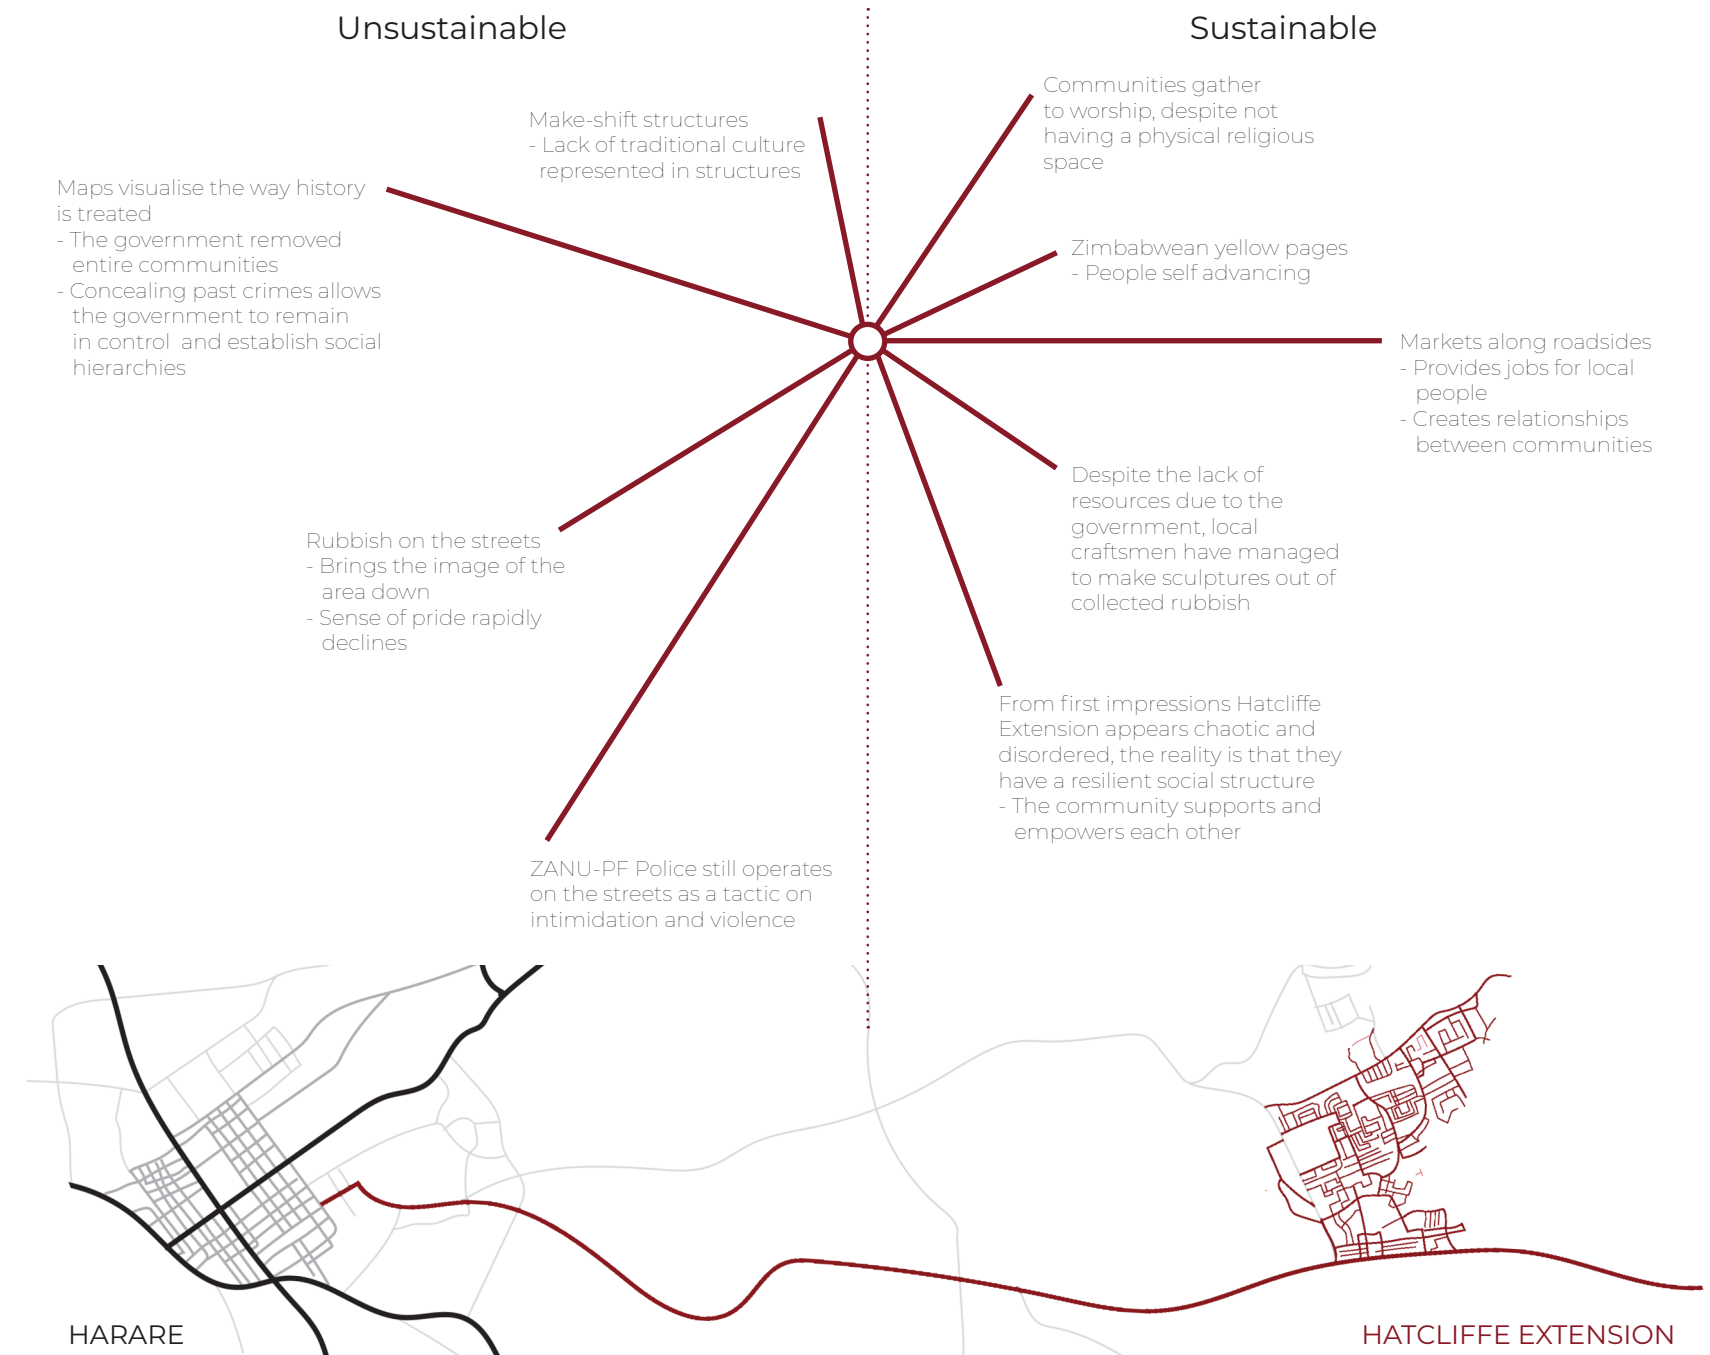 Unsustainable
Make-shift structures
- Lack of traditional culture
represented in structures
Maps visualise the way history
is treated
- The government removed
entire communities
- Concealing past crimes allows
the government to remain
in control and establish social
hierarchies
Rubbish on the streets
- Brings the image of the
area down
- Sense of pride rapidly
declines
ZANU-PF Police still operates
on the streets as a tactic on
intimidation and violence
Sustainable
Communities gather
to worship, despite not
having a physical religious
space
Zimbabwean yellow pages
- People self advancing
Markets along roadsides
- Provides jobs for local
people
- Creates relationships
between communities
Despite the lack of
resources due to the
government, local
craftsmen have managed
to make sculptures out of
collected rubbish
From first impressions Hatcliffe
Extension appears chaotic and
disordered, the reality is that they
have a resilient social structure
- The community supports and
empowers each other
HARARE
HATCLIFFE EXTENSION